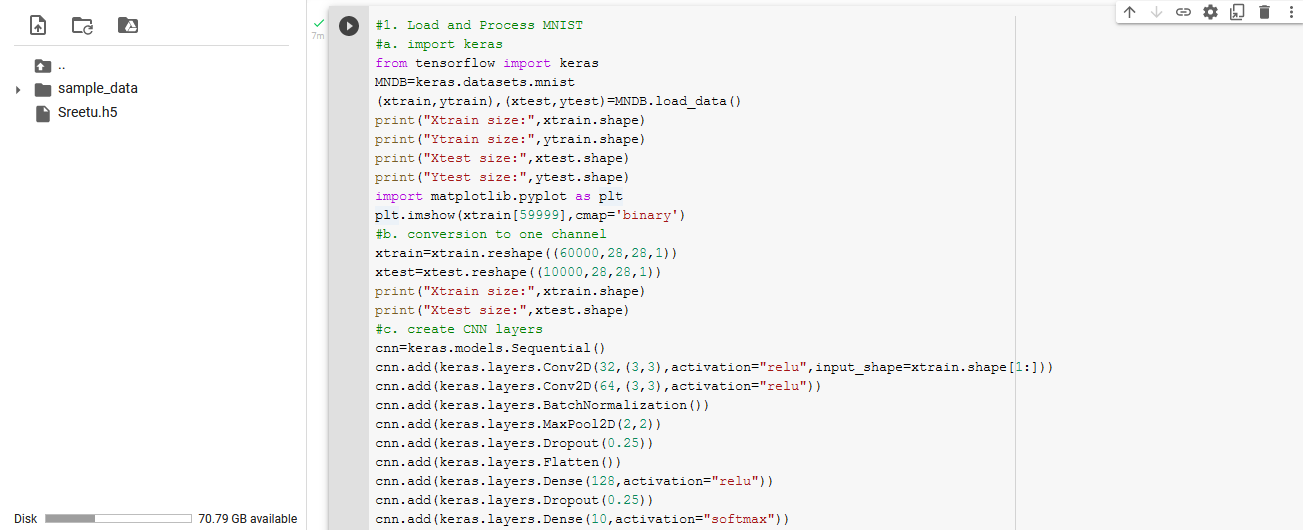 ..
sample_data
Sreetu.h5
Disk
70.79 GB available
7m
#1. Load and Process MNIST
#a. import keras
from tensorflow import keras
MNDB=keras.datasets.mnist
(xtrain,ytrain),(xtest,ytest)=MNDB.load_data()
print("Xtrain size:",xtrain.shape)
print("Ytrain size:",ytrain.shape)
print("Xtest size:",xtest.shape)
print("Ytest size:",ytest.shape)
import matplotlib.pyplot as plt
plt.imshow(xtrain[59999],cmap='binary')
#b. conversion to one channel
xtrain=xtrain.reshape((60000,28,28,1))
xtest=xtest.reshape((10000,28,28,1))
print("Xtrain size:",xtrain.shape)
print("Xtest size:",xtest.shape)
#c. create CNN layers
cnn=keras.models.Sequential()
cnn.add(keras.layers.Conv2D(32,(3,3),activation="relu",input_shape=xtrain.shape[1:]))
cnn.add(keras.layers.Conv2D(64,(3,3),activation="relu"))
cnn.add(keras.layers.BatchNormalization())
cnn.add(keras.layers.MaxPool2D(2,2))
cnn.add(keras.layers.Dropout(0.25))
cnn.add(keras.layers.Flatten())
cnn.add(keras.layers.Dense(128,activation="relu"))
cnn.add(keras.layers.Dropout(0.25))
cnn.add(keras.layers.Dense(10,activation="softmax"))